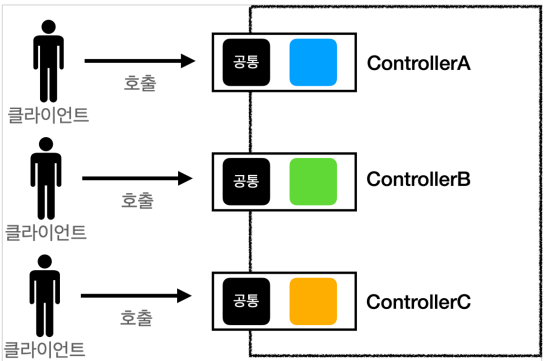 공통
ControllerA
호출
클라이언트
공통
ControllerB
호출
클라이언트
공통
ControllerC
호출
클라이언트